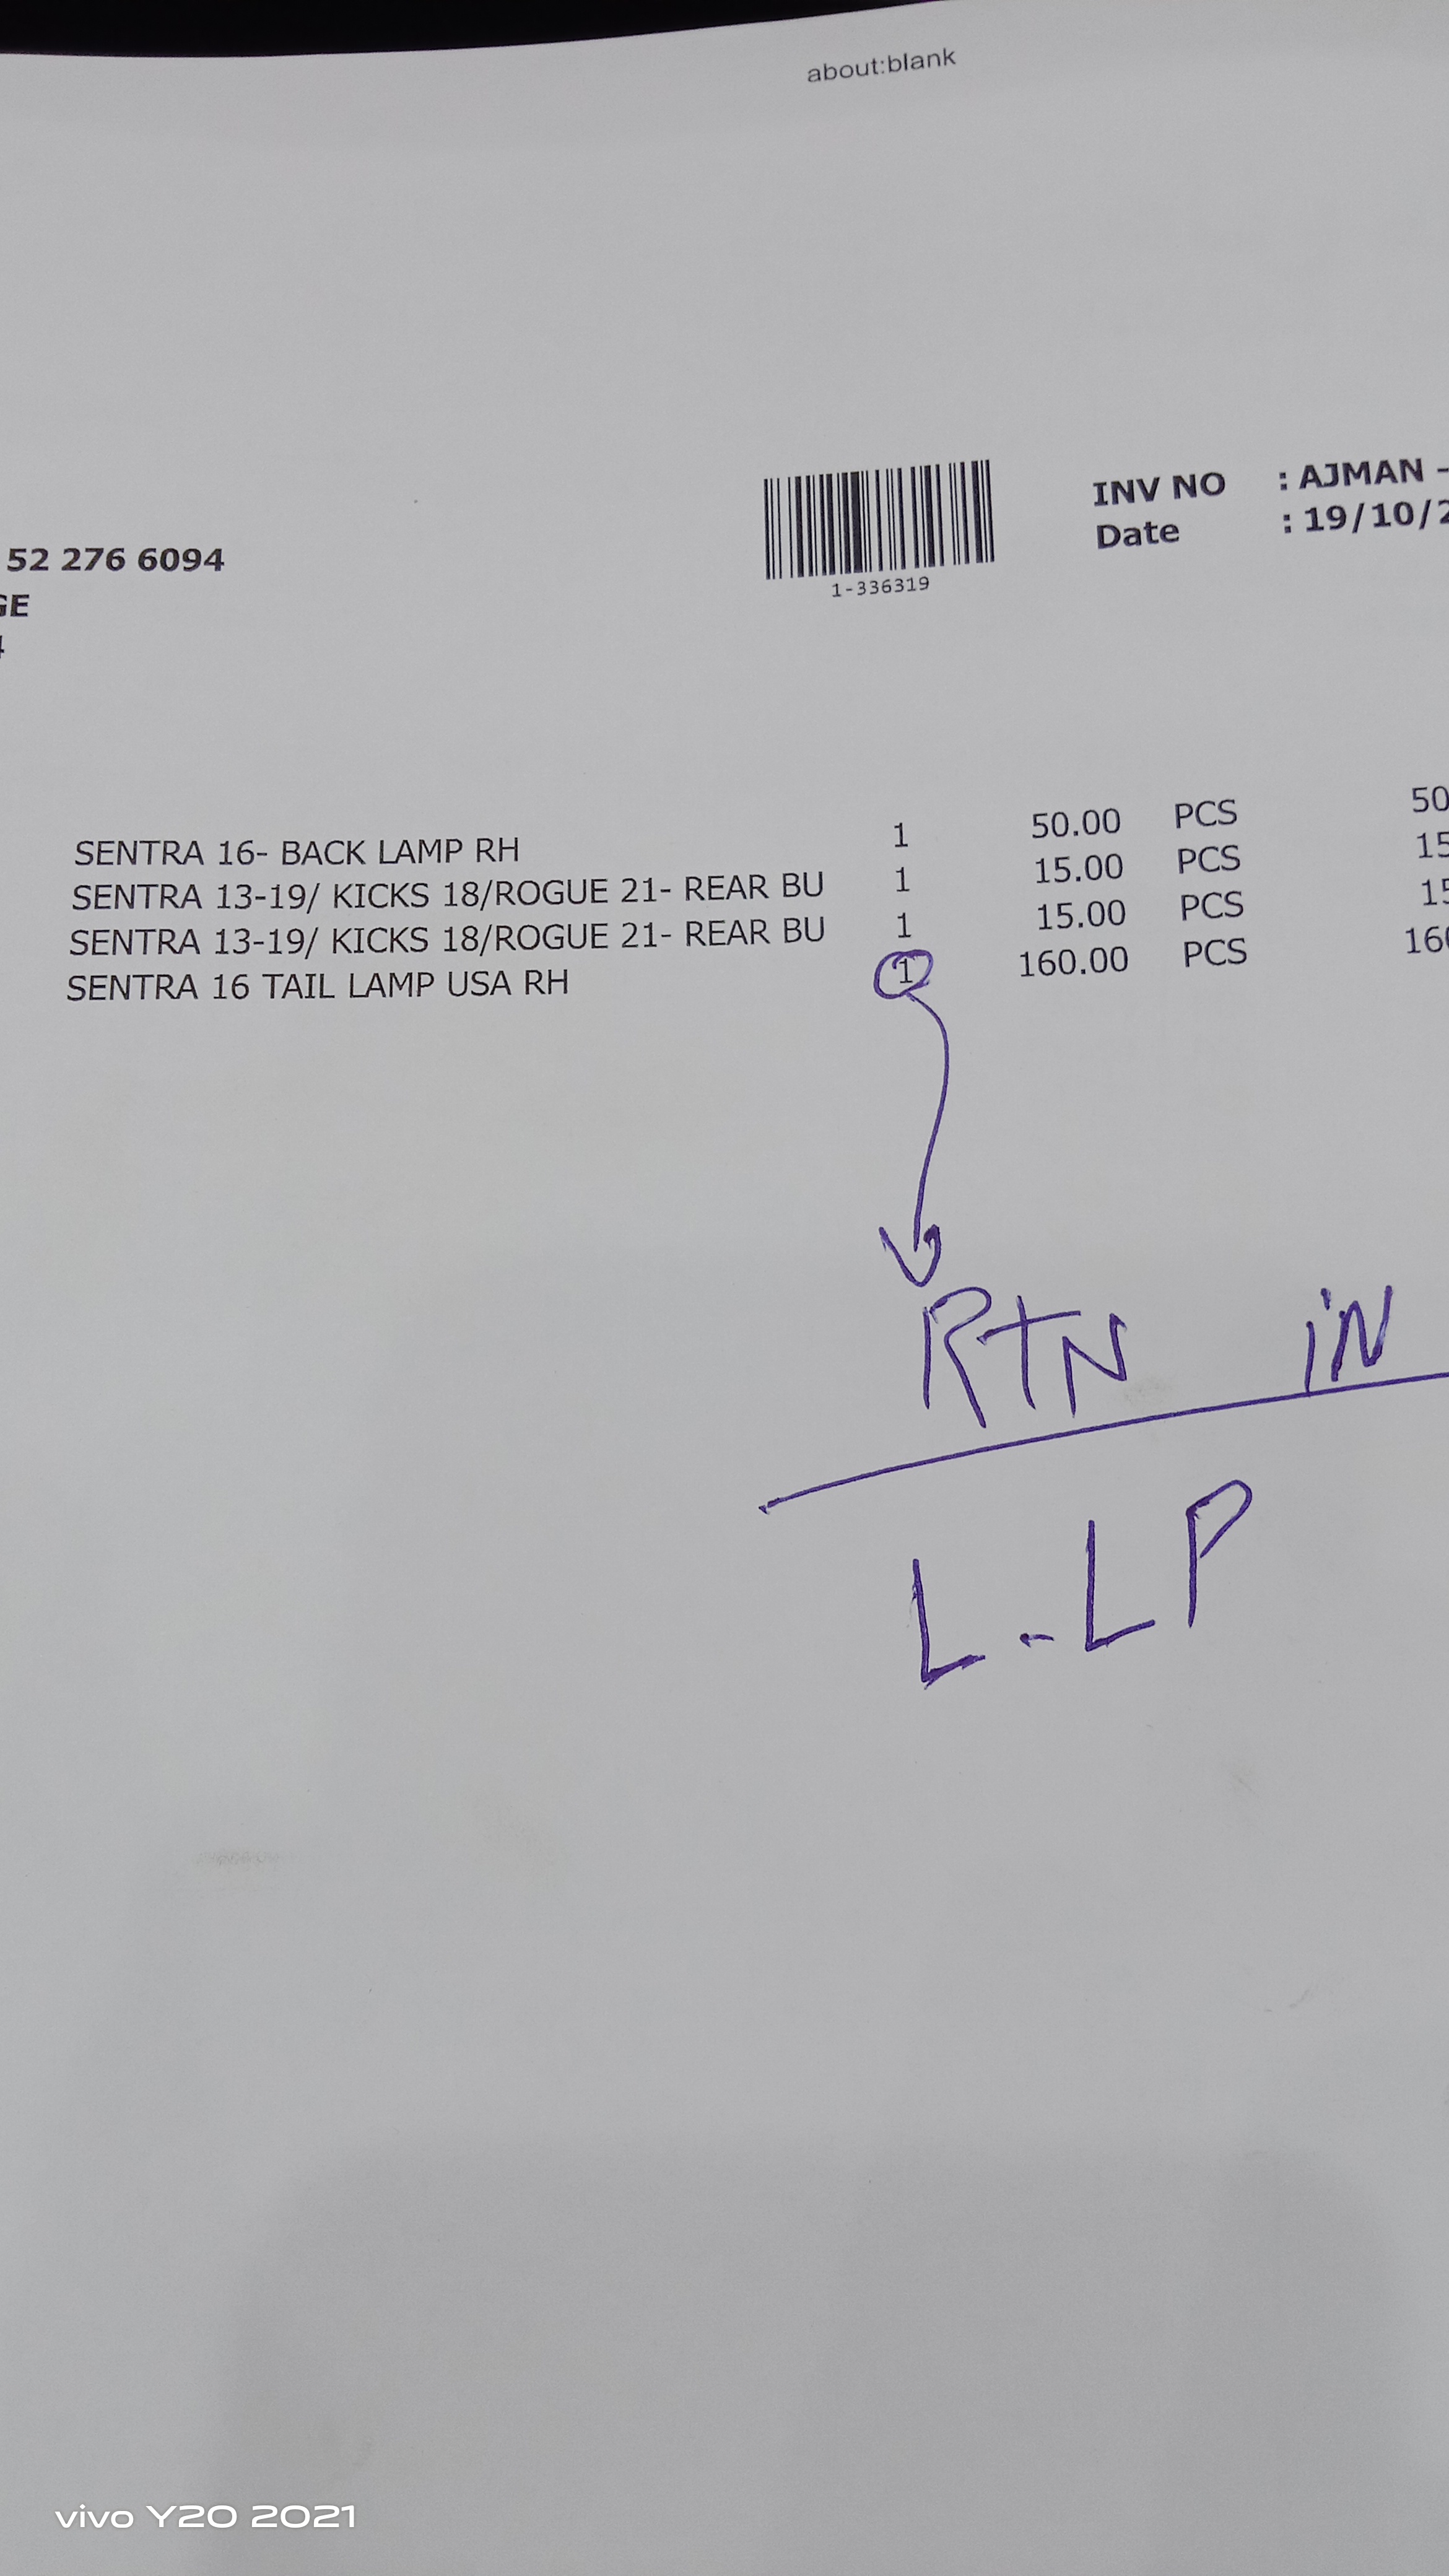 about:blank
52 276 6094
GE
1-336319
INV NO : AJMAN -
Date : 19/10/2
SENTRA 16- BACK LAMP RH 1 50.00 PCS 50
SENTRA 13-19/ KICKS 18/ROGUE 21- REAR BU 1 15.00 PCS 15
SENTRA 13-19/ KICKS 18/ROGUE 21- REAR BU 1 15.00 PCS 15
SENTRA 16 TAIL LAMP USA RH 1 160.00 PCS 160
RTN iN
L-LP
vivo Y20 2021